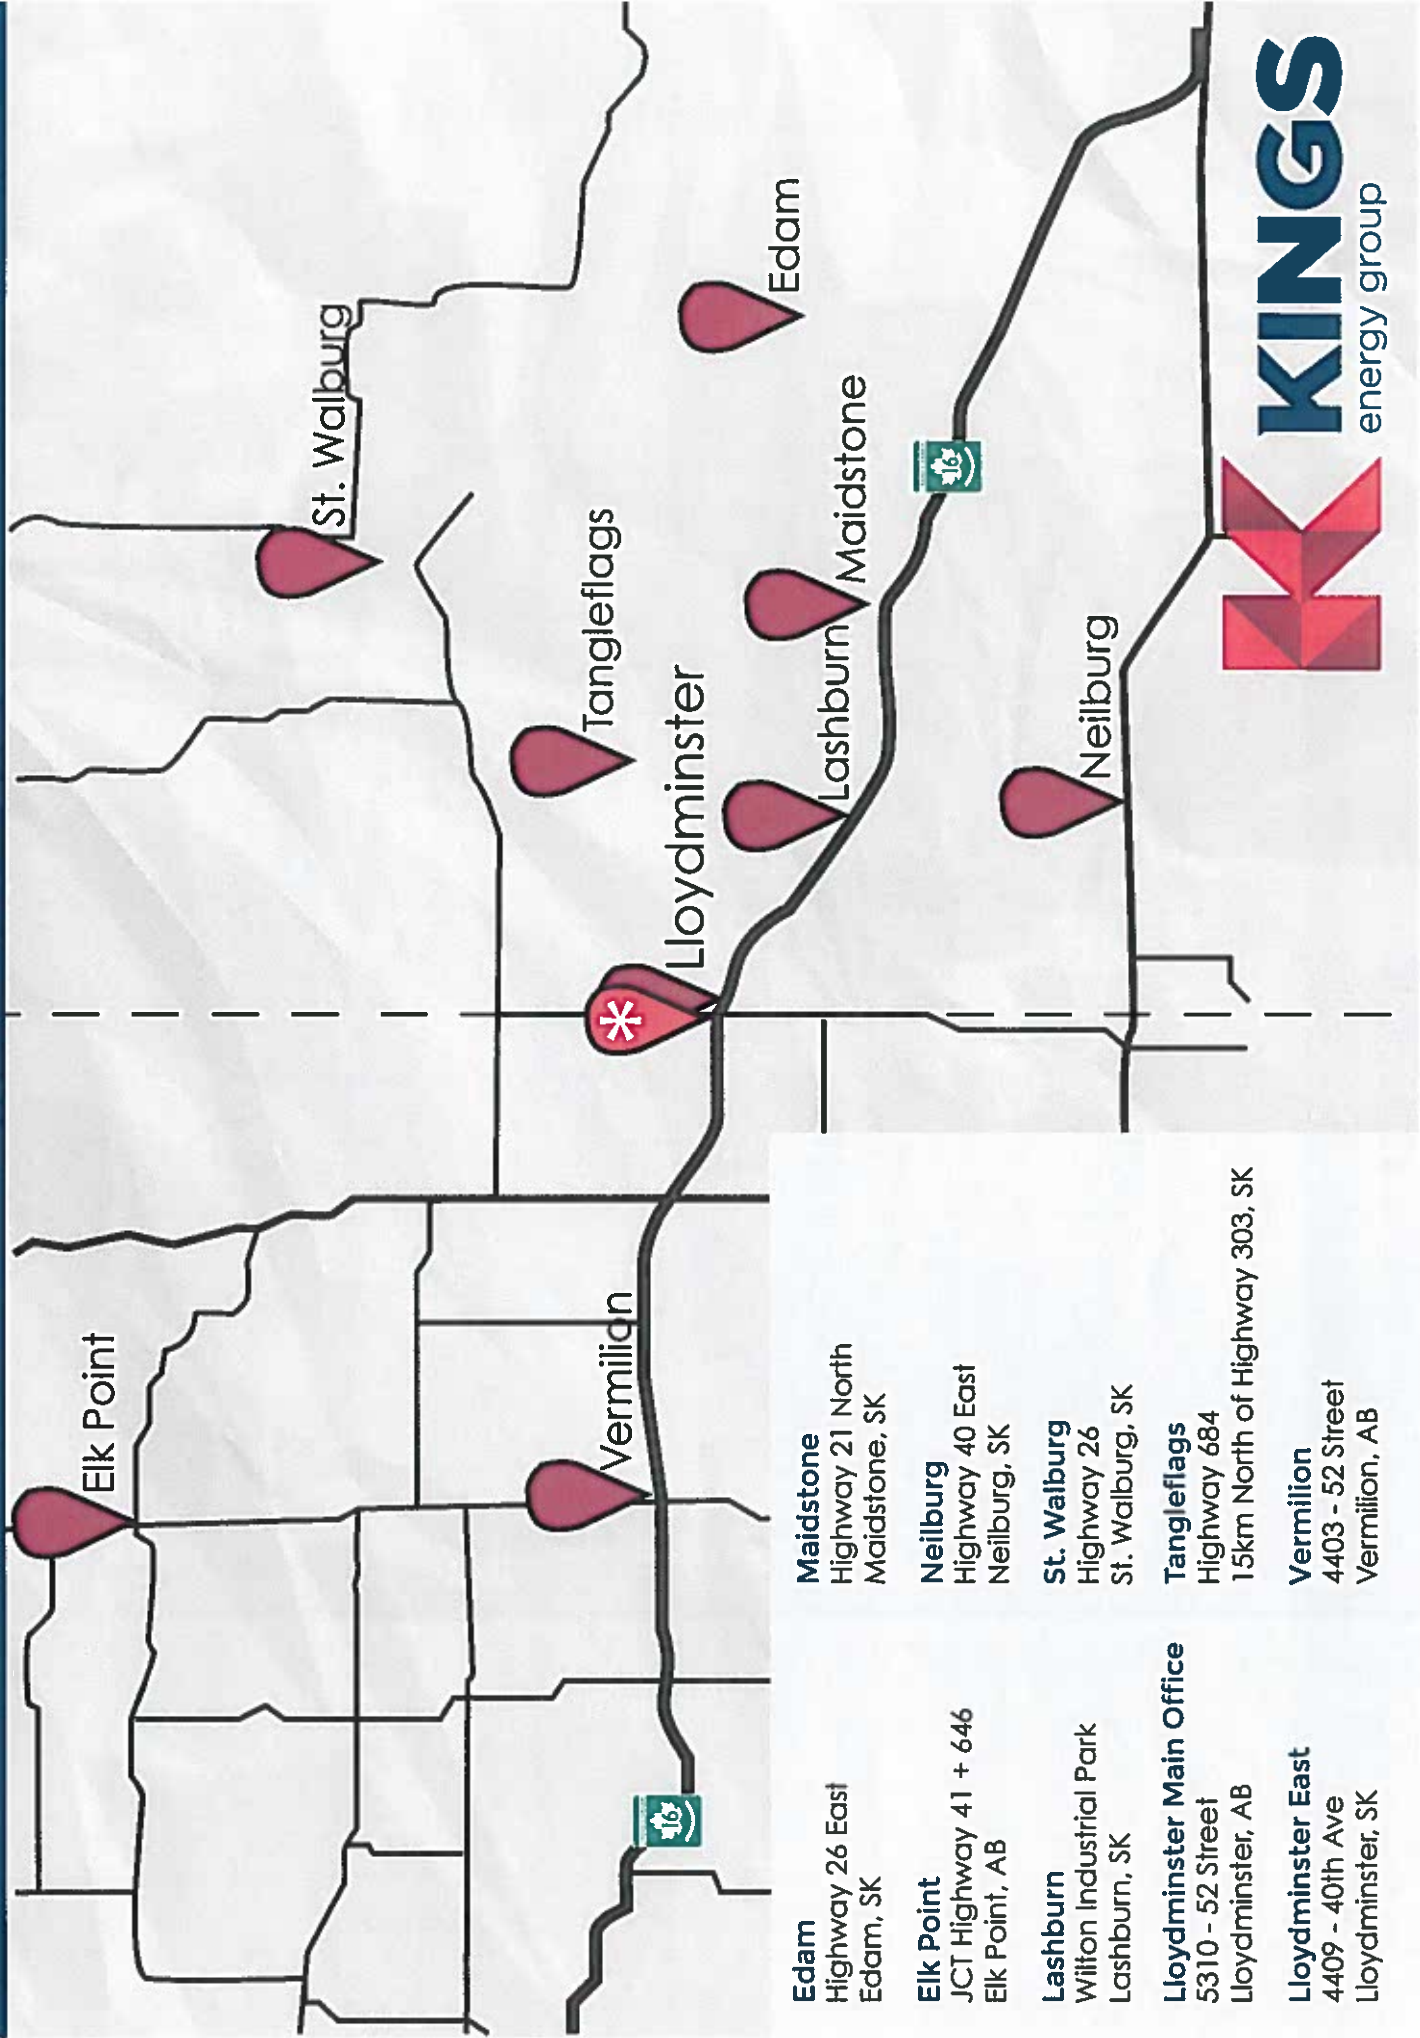 Elk Point
St. Walburg
Tangleflags
Edam
Vermilion
Lloydminster
Lashburn
Maidstone
16
16
Neilburg
Edam
Highway 26 East
Edam, SK
Elk Point
JCT Highway 41 + 646
Elk Point, AB
Lashburn
Wilton Industrial Park
Lashburn, SK
Lloydminster Main Office
5310 - 52 Street
Lloydminster, AB
Lloydminster East
4409 - 40th Ave
Lloydminster, SK
Maidstone
Highway 21 North
Maidstone, SK
Neilburg
Highway 40 East
Neilburg, SK
St. Walburg
Highway 26
St. Walburg, SK
Tangleflags
Highway 684
15km North of Highway 303, SK
Vermilion
4403 - 52 Street
Vermilion, AB
KINGS
energy group